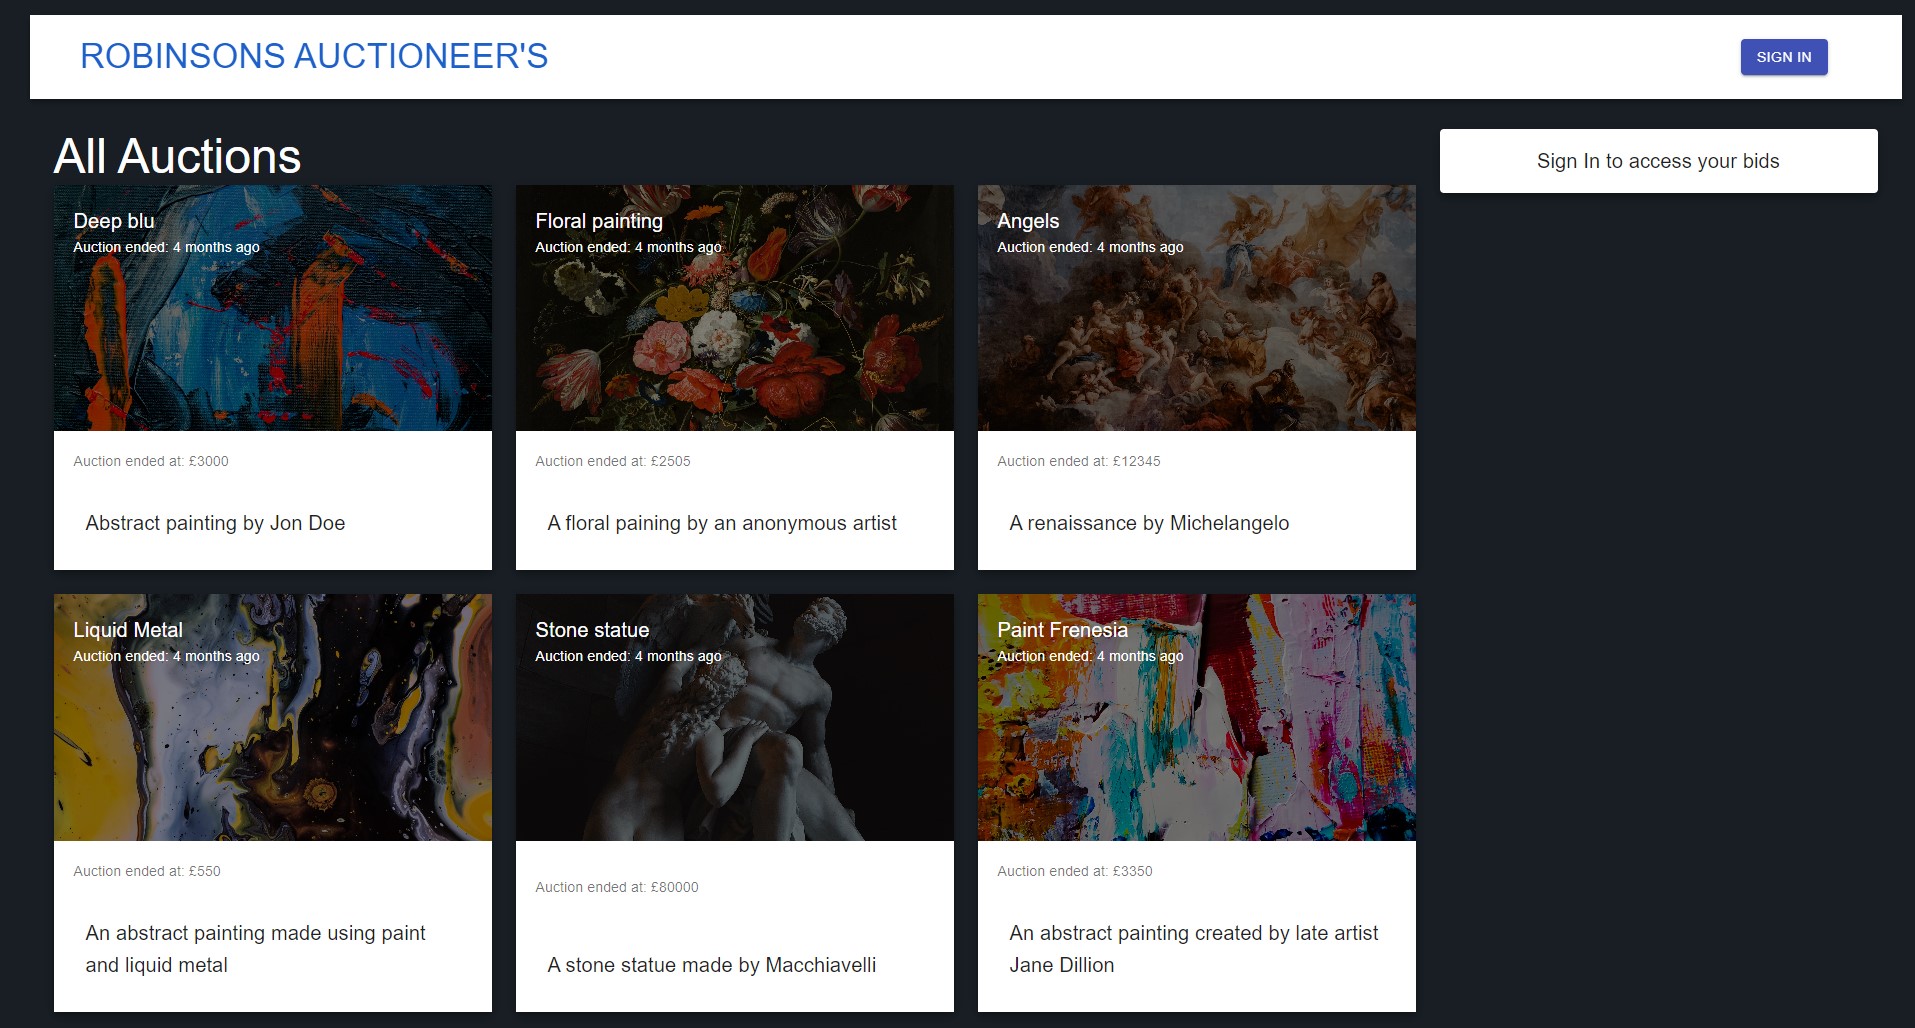 ROBINSONS AUCTIONEER'S
SIGN IN
All Auctions
Sign In to access your bids
Deep blu
Auction ended: 4 months ago
Auction ended at: £3000
Abstract painting by Jon Doe
Floral painting
Auction ended: 4 months ago
Auction ended at: £2505
A floral paining by an anonymous artist
Angels
Auction ended: 4 months ago
Auction ended at: £12345
A renaissance by Michelangelo
Liquid Metal
Auction ended: 4 months ago
Auction ended at: £550
An abstract painting made using paint
and liquid metal
Stone statue
Auction ended: 4 months ago
Auction ended at: £80000
A stone statue made by Macchiavelli
Paint Frenesia
Auction ended: 4 months ago
Auction ended at: £3350
An abstract painting created by late artist
Jane Dillion